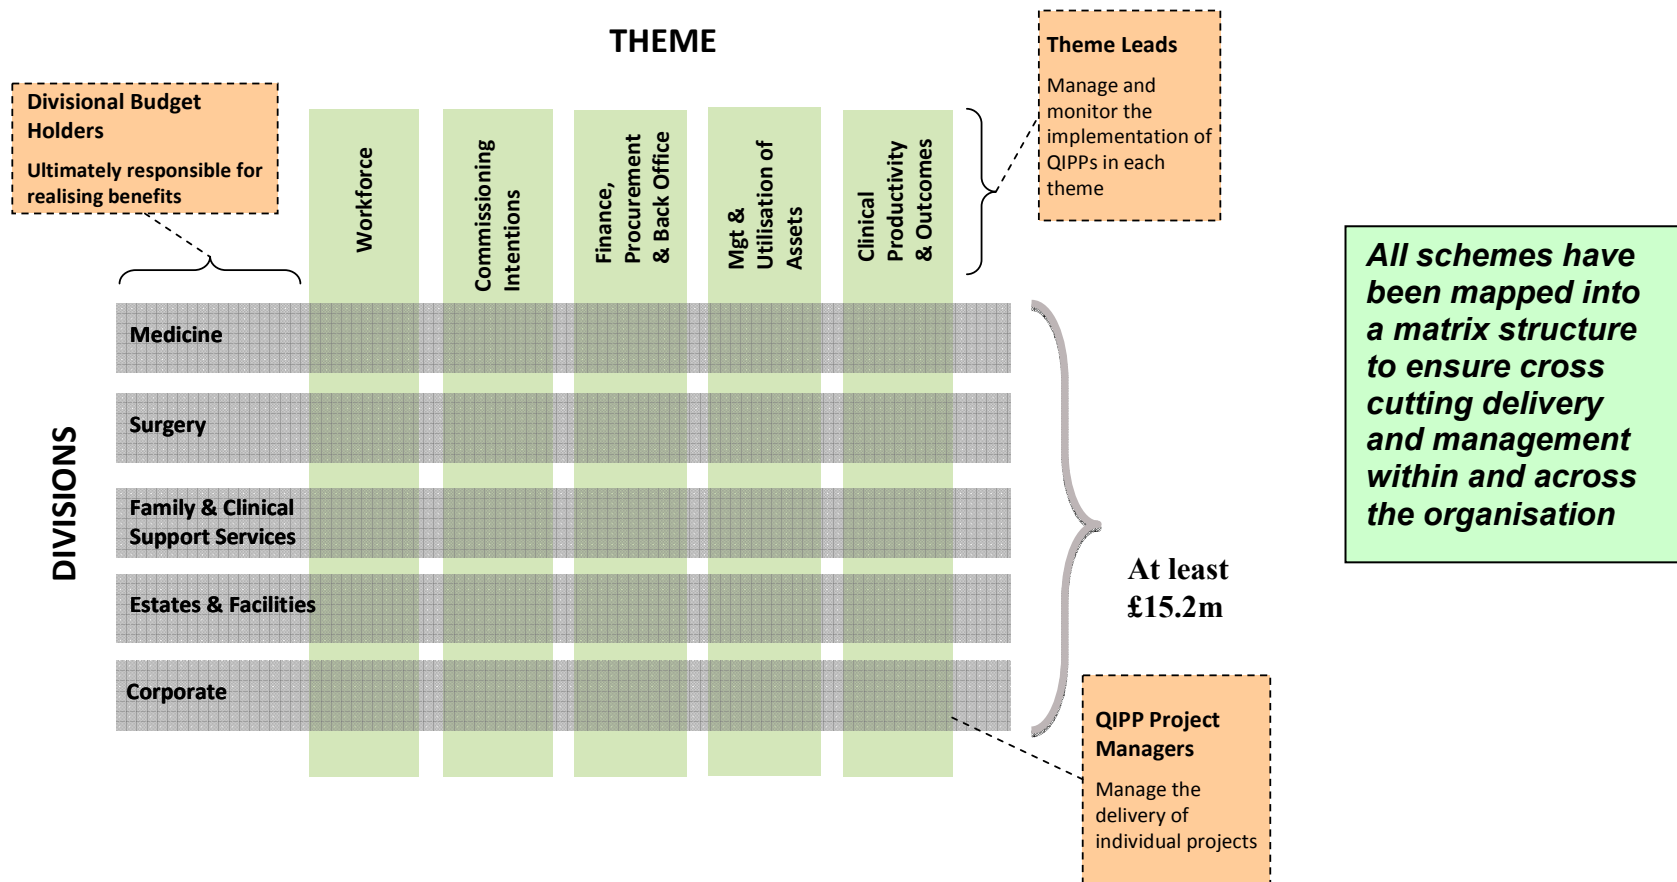 THEME
Theme Leads
Manage and
monitor the
implementation of
QIPPs in each
theme
Divisional Budget
Holders
Ultimately responsible for
realising benefits
Workforce
Commissioning
Intentions
Finance,
Procurement
& Back Office
Mgt &
Utilisation of
Assets
Clinical
Productivity
& Outcomes
All schemes have
been mapped into
a matrix structure
to ensure cross
cutting delivery
and management
within and across
the organisation
DIVISIONS
Medicine
Surgery
Family & Clinical
Support Services
Estates & Facilities
Corporate
At least
£15.2m
QIPP Project
Managers
Manage the
delivery of
individual projects